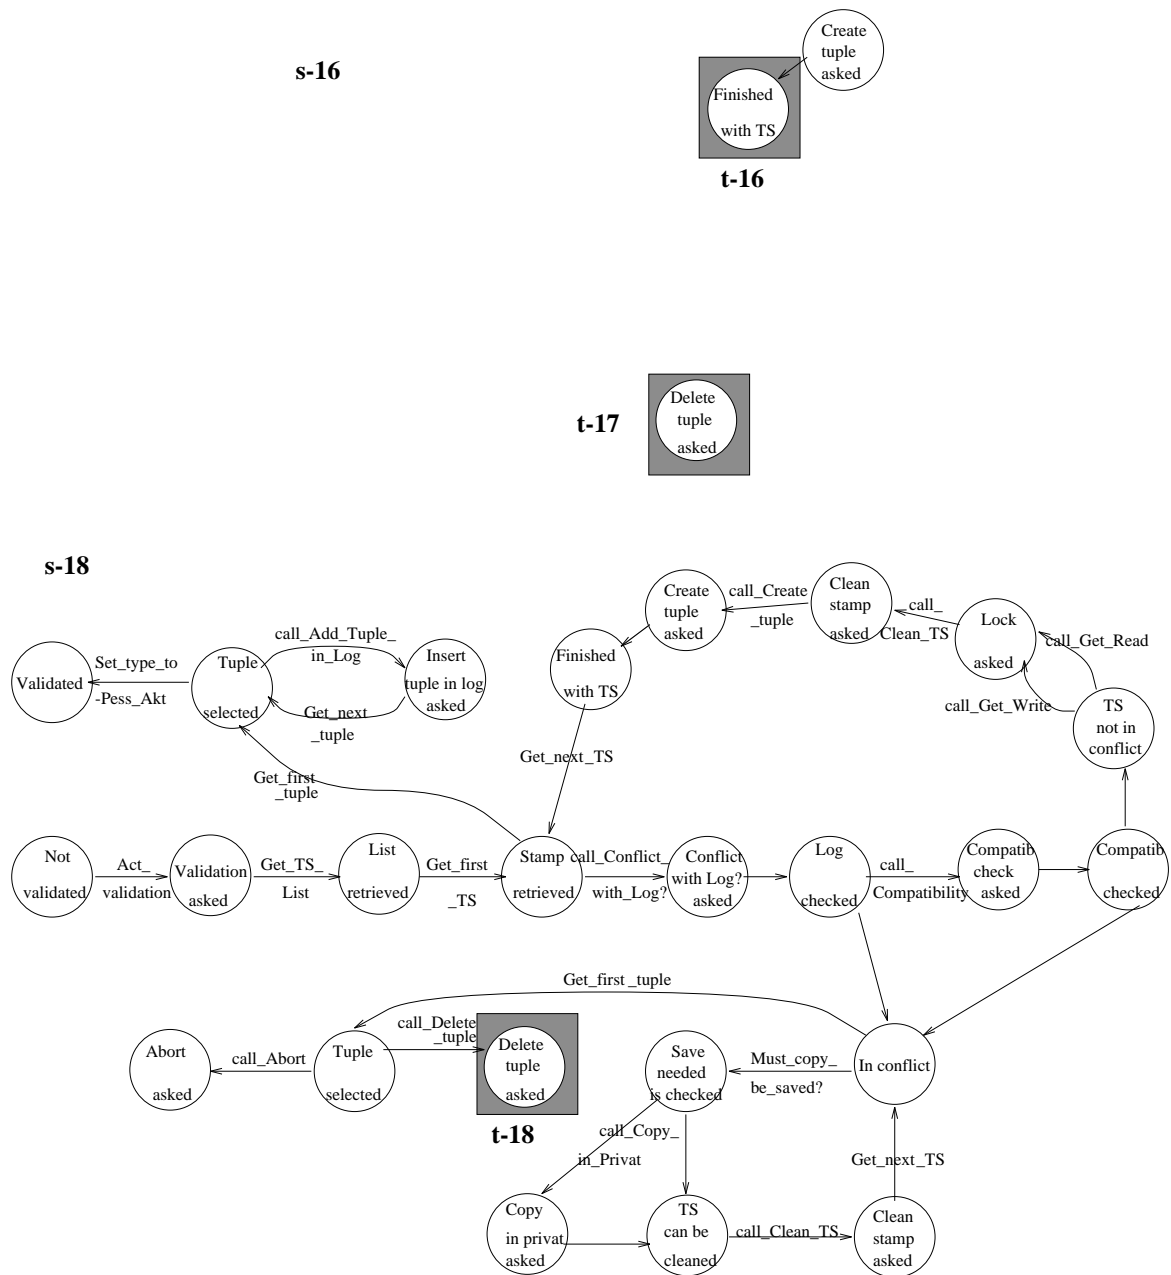 Create
tuple
asked
s-16
Finished
with TS
t-16
Delete
tuple
asked
t-17
s-18
Create
tuple
asked
call_Create
_tuple
Clean
stamp
asked
call_
Clean_TS
Lock
asked
call_Get_Read
call_Get_Write
TS
not in
conflict
Finished
with TS
Get_next_TS
Validated
Set_type_to
-Pess_Akt
Tuple
selected
call_Add_Tuple_
in_Log
Insert
tuple in log
asked
Get_next
_tuple
Get_first
_tuple
Not
validated
Act_
validation
Validation
asked
Get_TS_
List
List
retrieved
Get_first
_TS
Stamp
retrieved
call_Conflict_
with_Log?
Conflict
with Log?
asked
Log
checked
call_
Compatibility
Compatib
check
asked
Compatib
checked
Get_first_tuple
Abort
asked
call_Abort
Tuple
selected
call_Delete
_tuple
Delete
tuple
asked
t-18
Save
needed
is checked
Must_copy_
be_saved?
In conflict
call_Copy_
in_Privat
Get_next_TS
Copy
in privat
asked
TS
can be
cleaned
call_Clean_TS
Clean
stamp
asked